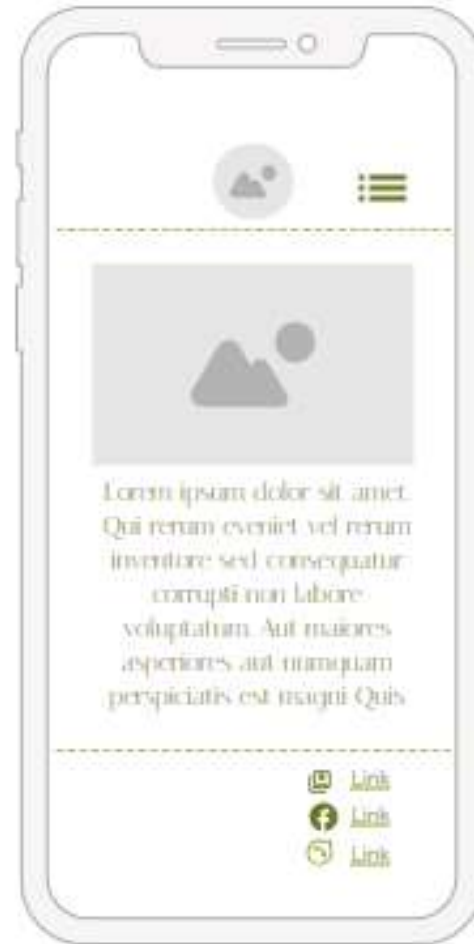 Lorem ipsum dolor sit amet.
Qui rerum eveniet vel rerum
inventore sed consequatur
corrupti non labore
voluptatum. Aut maiores
asperiores aut numquam
perspiciatis est magni Quis
Link
Link
Link